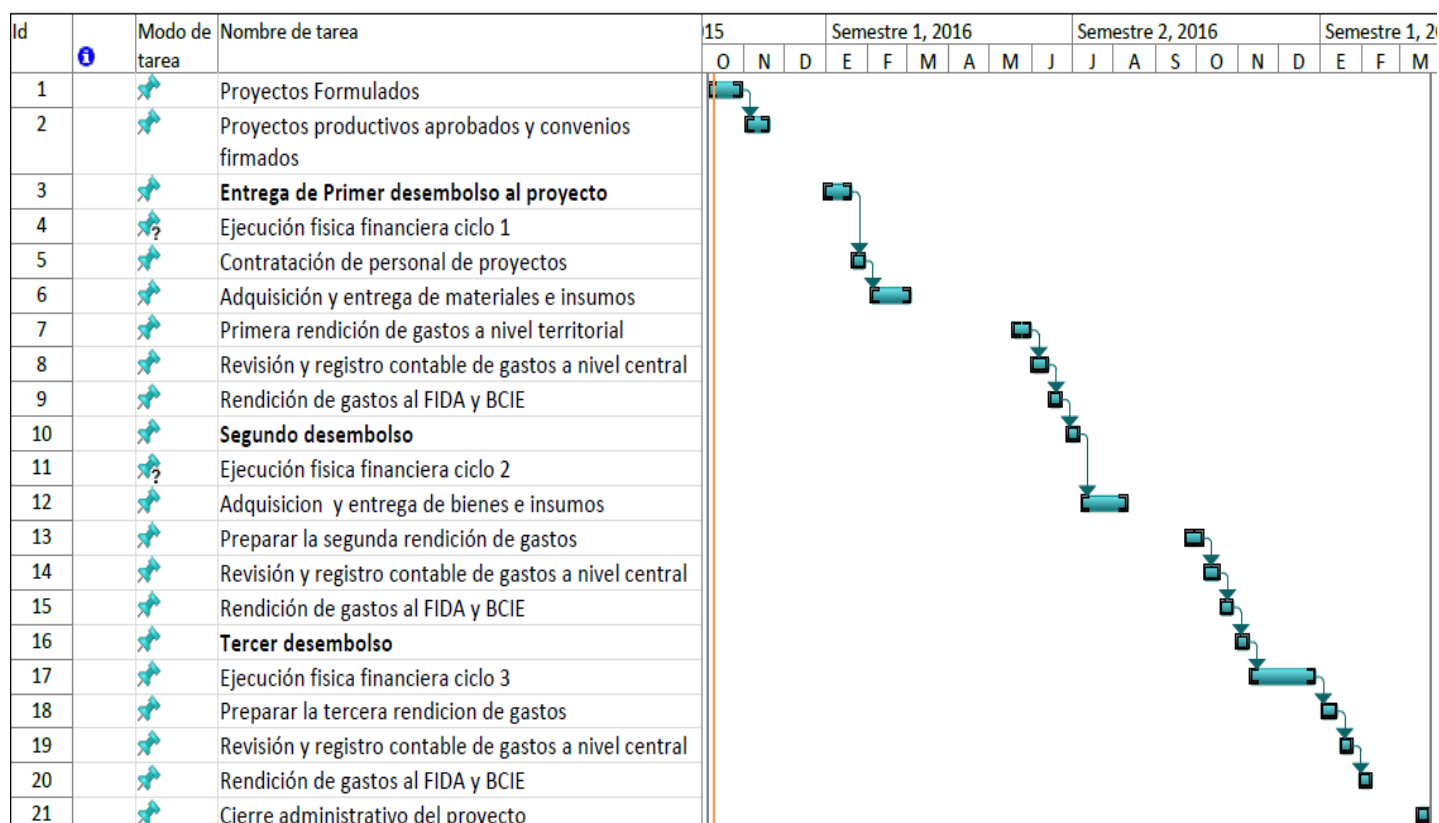 Id Modo de Nombre de tarea 15 Semestre 1, 2016 Semestre 2, 2016 Semestre 1, 2
tarea O N D E F M A M J J A S O N D E F M
1 Proyectos Formulados
2 Proyectos productivos aprobados y convenios
firmados
3 Entrega de Primer desembolso al proyecto
4 ? Ejecución fisica financiera ciclo 1
5 Contratación de personal de proyectos
6 Adquisición y entrega de materiales e insumos
7 Primera rendición de gastos a nivel territorial
8 Revisión y registro contable de gastos a nivel central
9 Rendición de gastos al FIDA y BCIE
10 Segundo desembolso
11 ? Ejecución fisica financiera ciclo 2
12 Adquisicion y entrega de bienes e insumos
13 Preparar la segunda rendición de gastos
14 Revisión y registro contable de gastos a nivel central
15 Rendición de gastos al FIDA y BCIE
16 Tercer desembolso
17 Ejecución fisica financiera ciclo 3
18 Preparar la tercera rendicion de gastos
19 Revisión y registro contable de gastos a nivel central
20 Rendición de gastos al FIDA y BCIE
21 Cierre administrativo del proyecto